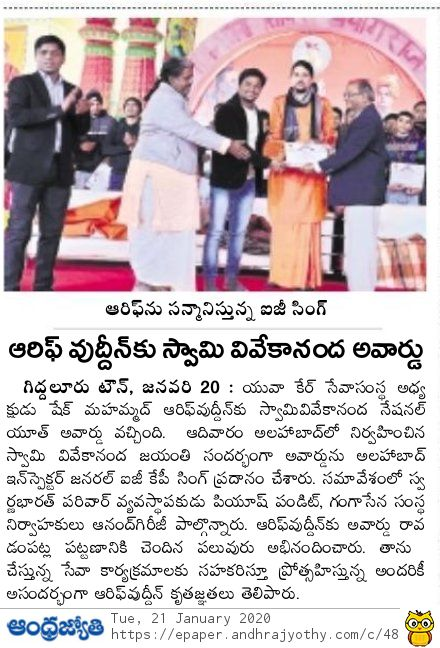 ఆరిఫ్‌ను సన్మానిస్తున్న ఐజీ సింగ్
ఆరిఫ్ వుద్దీన్‌కు స్వామి వివేకానంద అవార్డు
గిద్దలూరు టౌన్, జనవరి 20 : యువా కేర్ సేవాసంస్థ అధ్య
క్షుడు షేక్ మహమ్మద్ ఆరిఫ్‌వుద్దీన్‌కు స్వామివివేకానంద నేషనల్
యూత్ అవార్డు వచ్చింది. ఆదివారం అలహాబాద్‌లో నిర్వహించిన
స్వామి వివేకానంద జయంతి సందర్భంగా అవార్డును అలహాబాద్
ఇన్‌స్పెక్టర్ జనరల్ ఐజీ కేపీ సింగ్ ప్రదానం చేశారు. సమావేశంలో స్వ
ర్ణభారత్ పరివార్ వ్యవస్థాపకుడు పియూష్ పండిట్, గంగాసేన సంస్థ
నిర్వాహకులు ఆనంద్‌గిరీజీ పాల్గొన్నారు. ఆరిఫ్‌వుద్దీన్‌కు అవార్డు రావ
డంపట్ల పట్టణానికి చెందిన పలువురు అభినందించారు. తాను
చేస్తున్న సేవా కార్యక్రమాలకు సహకరిస్తూ ప్రోత్సహిస్తున్న అందరికీ
అసందర్భంగా ఆరిఫ్‌వుద్దీన్ కృతజ్ఞతలు తెలిపారు.
ఆంధ్రజ్యోతి
Tue, 21 January 2020
https://epaper.andhrajyothy.com/c/48